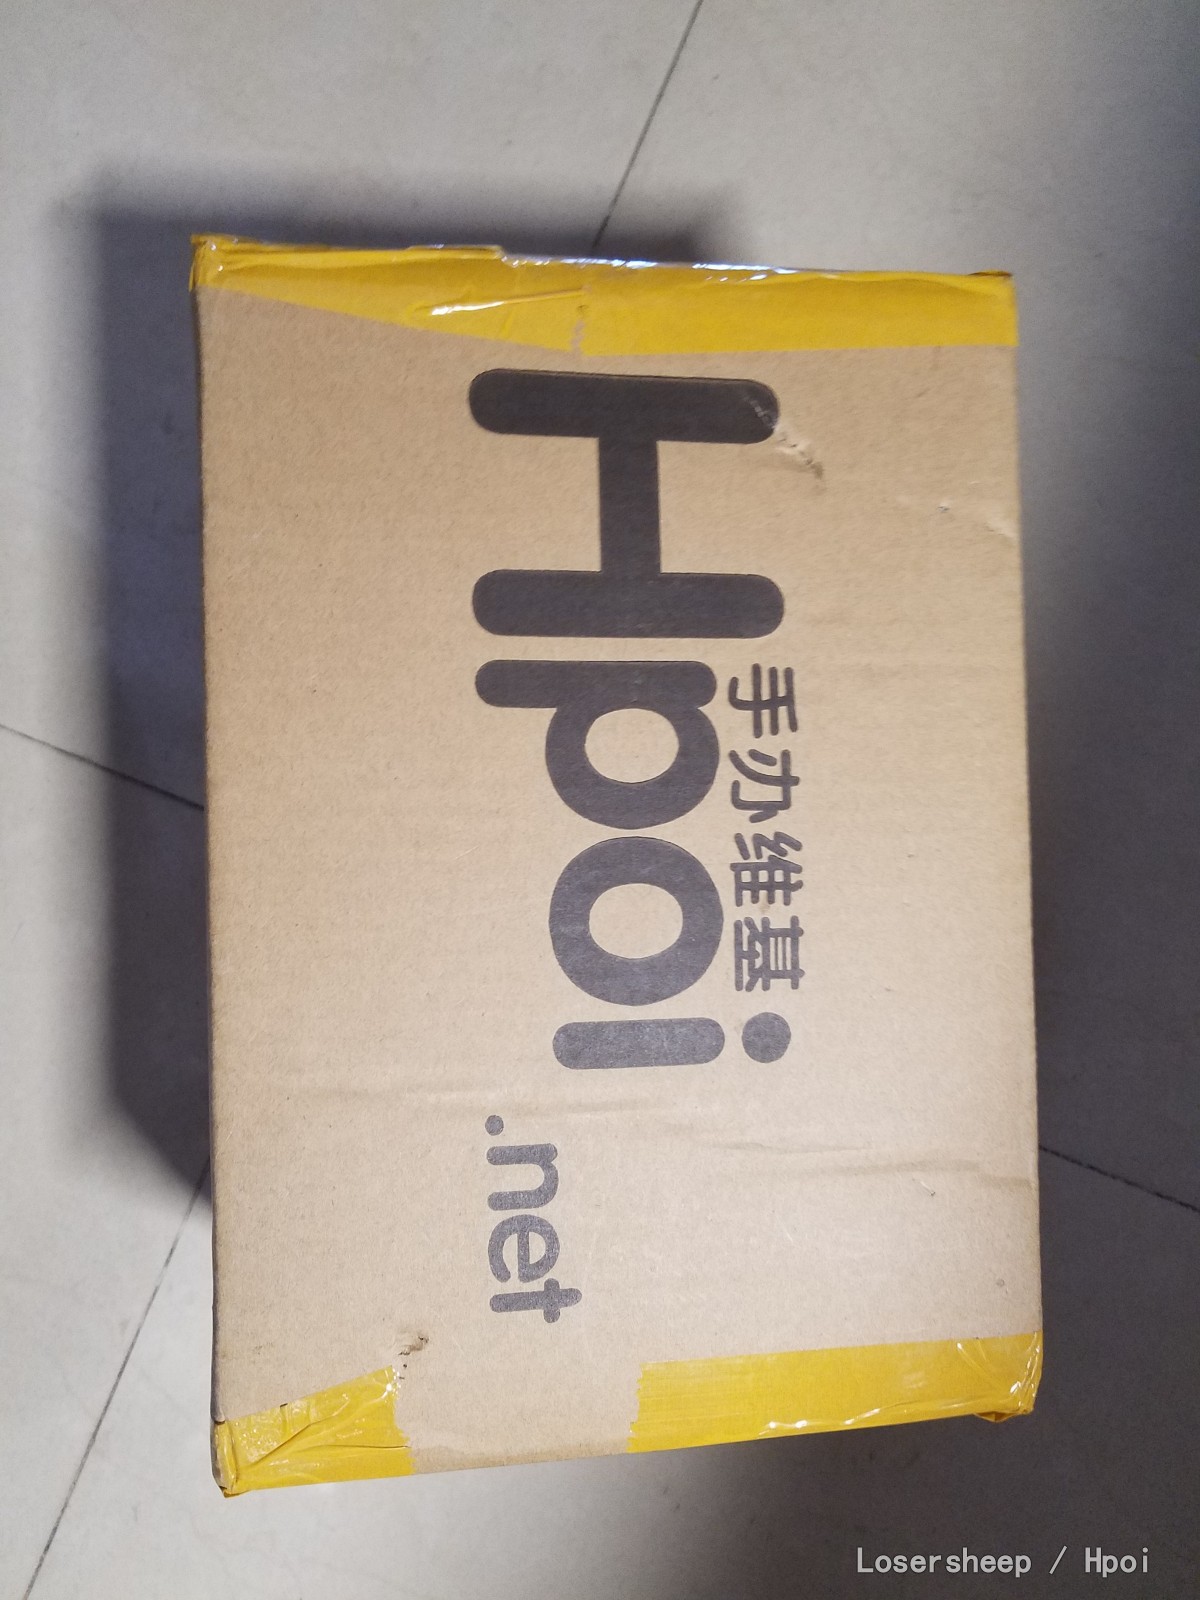 Hpoi.net
手办维基
Losersheep / Hpoi